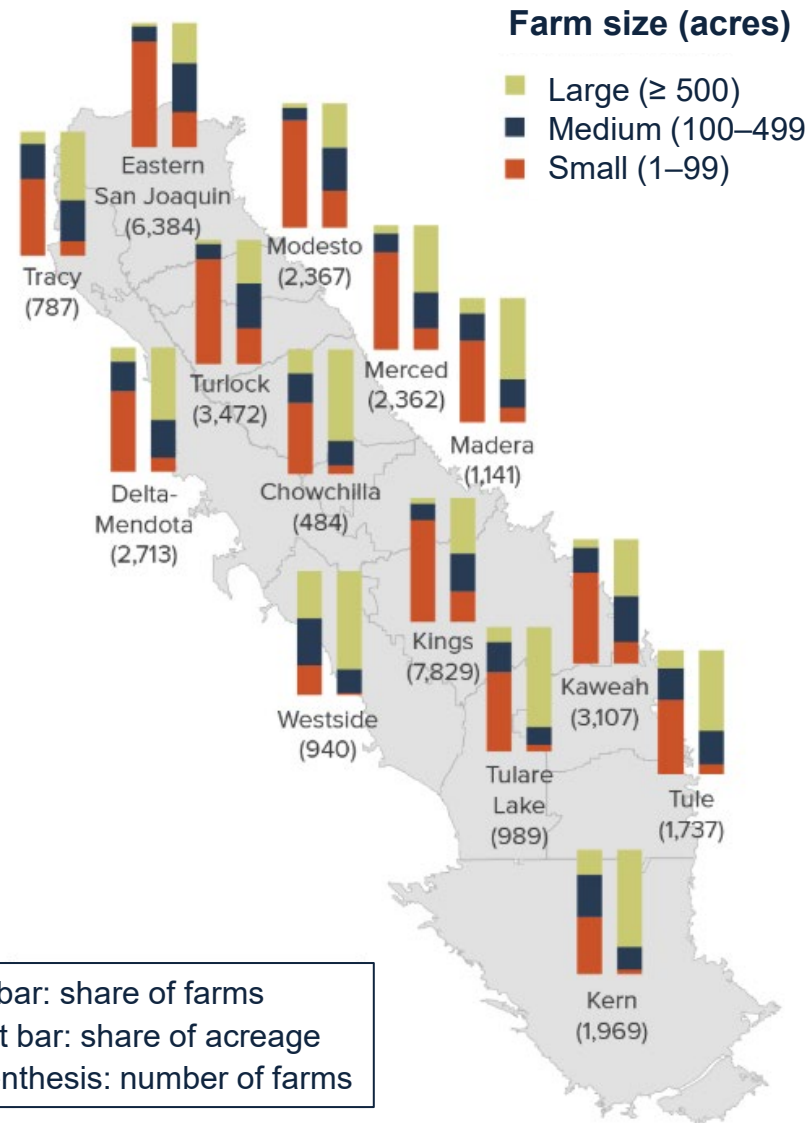 Farm size (acres)
Large (≥ 500)
Medium (100–499
Small (1–99)
Eastern
San Joaquin
(6,384)
Tracy
(787)
Modesto
(2,367)
Turlock
(3,472)
Merced
(2,362)
Madera
(1,141)
Delta-
Mendota
(2,713)
Chowchilla
(484)
Kings
(7,829)
Westside
(940)
Kaweah
(3,107)
Tulare
Lake
(989)
Tule
(1,737)
Kern
(1,969)
bar: share of farms
bar: share of acreage
number of farms